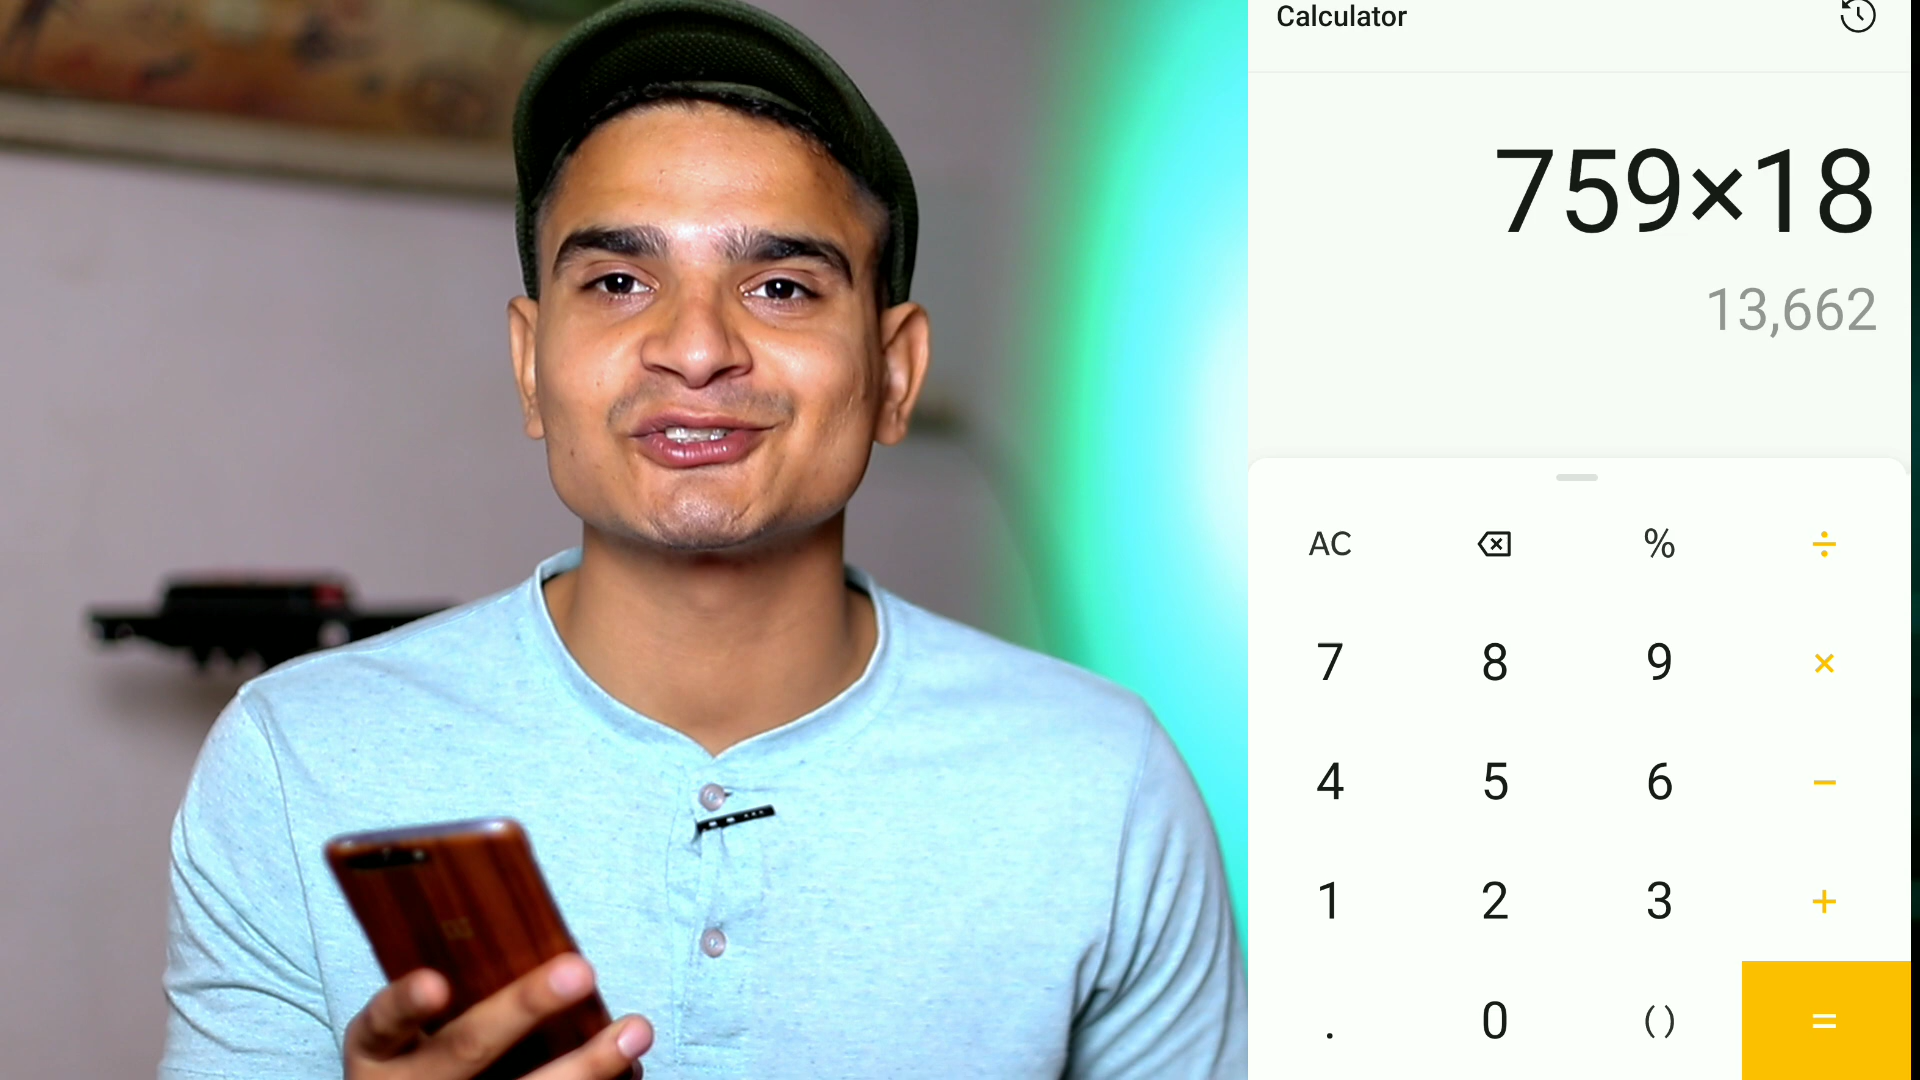 Calculator
759×18
13,662
AC % ÷
7 8 9 ×
4 5 6 −
1 2 3 +
. 0 () =